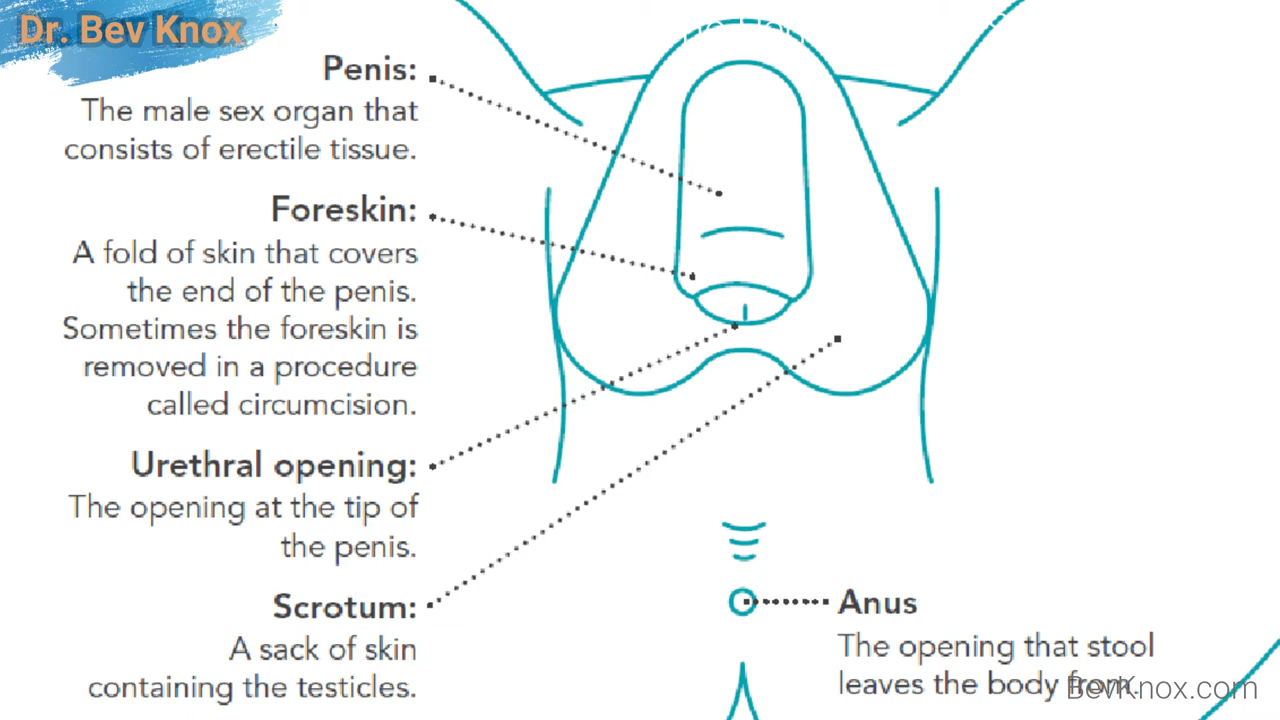 Dr. Bev Knox
Penis:
The male sex organ that
consists of erectile tissue.
Foreskin:
A fold of skin that covers
the end of the penis.
Sometimes the foreskin is
removed in a procedure
called circumcision.
Urethral opening:
The opening at the tip of
the penis.
Scrotum:
A sack of skin
containing the testicles.
Anus
The opening that stool
leaves the body from.
BevKnox.com